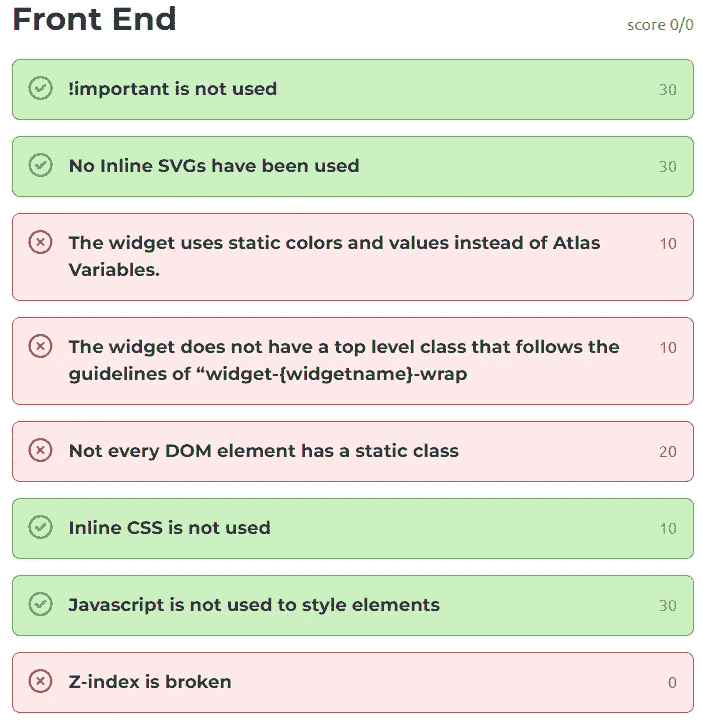 Front End
score 0/0
!important is not used
30
No Inline SVGs have been used
30
The widget uses static colors and values instead of Atlas
10
Variables.
The widget does not have a top level class that follows the
10
guidelines of “widget-{widgetname}-wrap
Not every DOM element has a static class
20
Inline CSS is not used
10
Javascript is not used to style elements
30
Z-index is broken
0